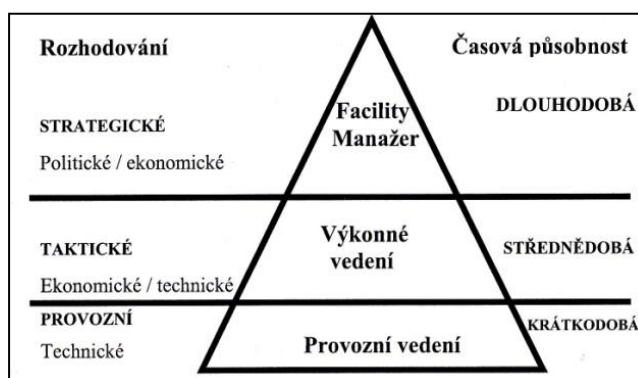 Rozhodování
Časová působnost
Facility
Manažer
DLOUHODOBÁ
STRATEGICKÉ
Politické / ekonomické
Výkonné
vedení
TAKTICKÉ
STŘEDNĚDOBÁ
Ekonomické / technické
PROVOZNÍ
KRÁTKODOBÁ
Technické
Provozní vedení